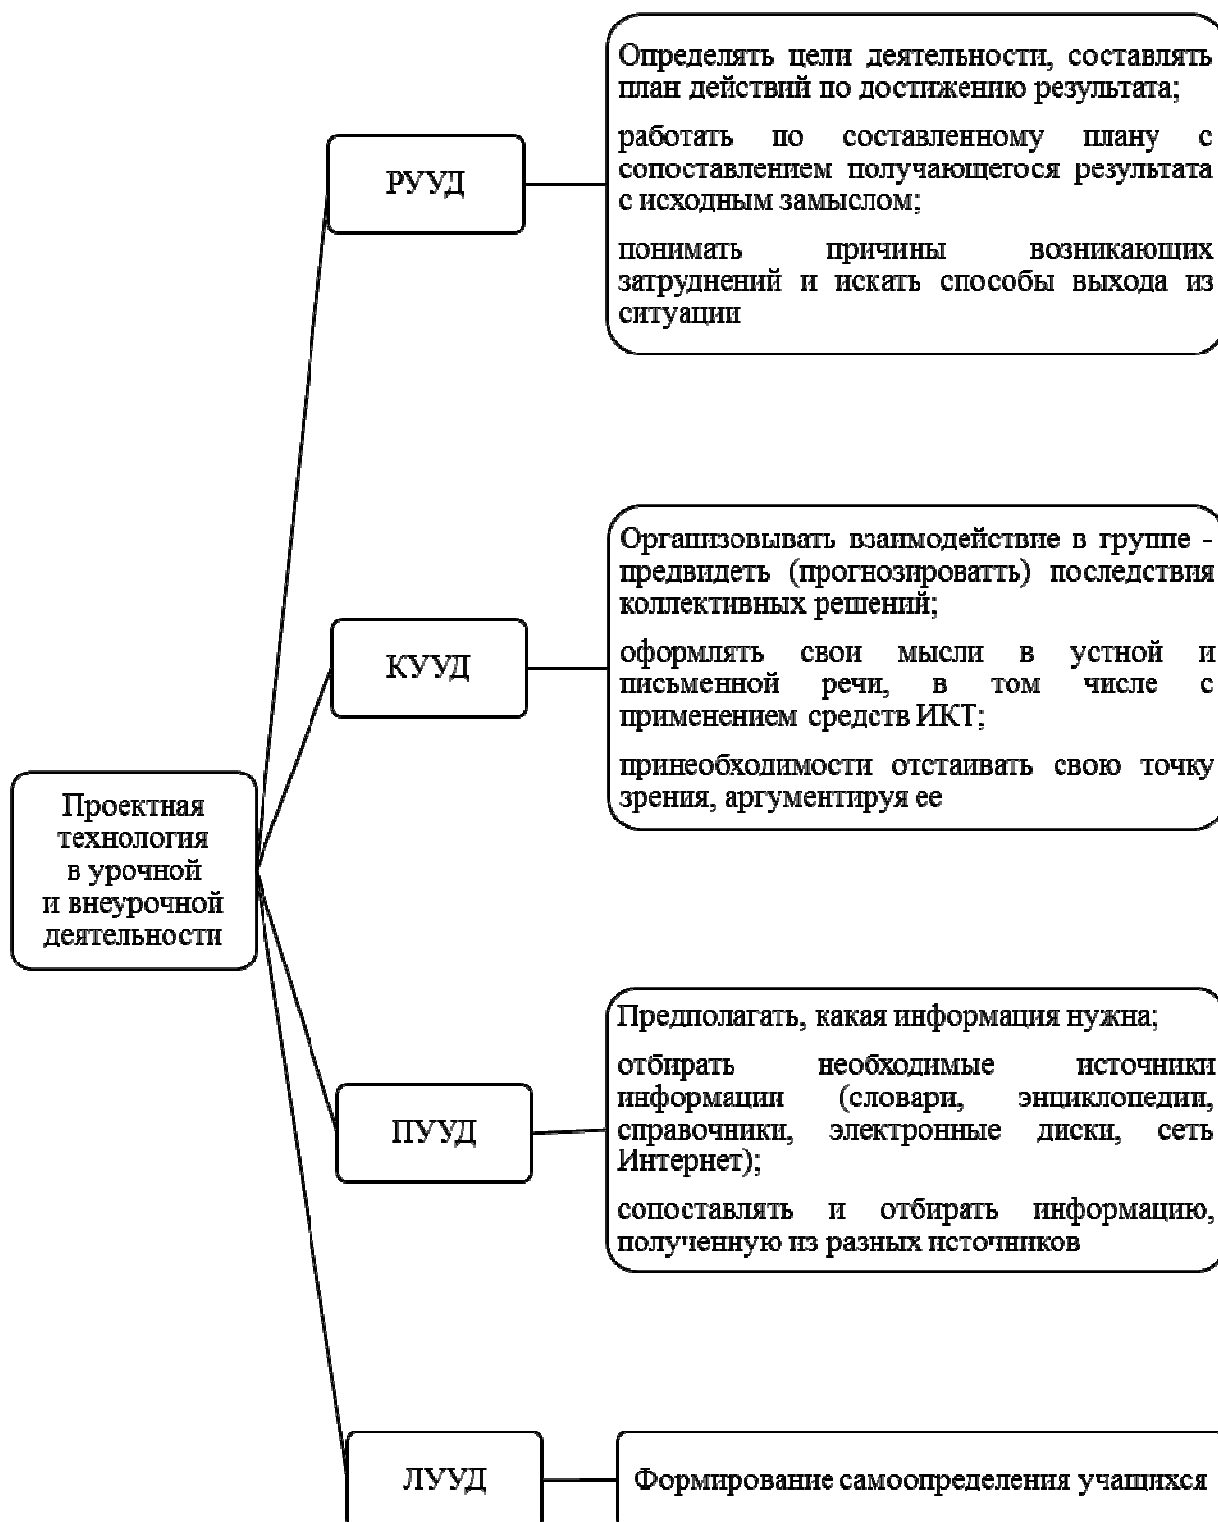 Определять цели деятельности, составлять
план действий по достижению результата;
работать по составленному плану с
сопоставлением получающегося результата
с исходным замыслом;
понимать причины возникающих
затруднений и искать способы выхода из
ситуации
РУУД
Организовывать взаимодействие в группе -
предвидеть (прогнозироватть) последствия
коллективных решений;
оформлять свои мысли в устной и
письменной речи, в том числе с
применением средств ИКТ;
принеобходимости отстаивать свою точку
зрения, аргументируя ее
КУУД
Проектная
технология
в урочной
и внеурочной
деятельности
Предполагать, какая информация нужна;
отбирать необходимые источники
информации (словари, энциклопедии,
справочники, электронные диски, сеть
Интернет);
сопоставлять и отбирать информацию,
полученную из разных источников
ПУУД
ЛУУД
Формирование самоопределения учащихся